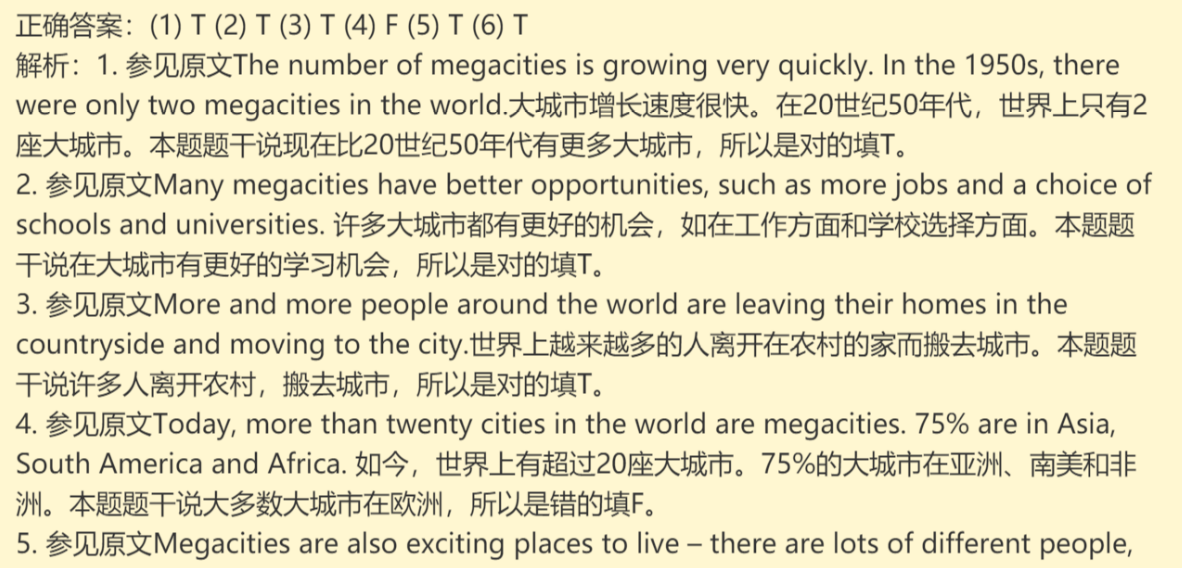 正确答案：(1) T (2) T (3) T (4) F (5) T (6) T
解析：1. 参见原文The number of megacities is growing very quickly. In the 1950s, there
were only two megacities in the world.大城市增长速度很快。在20世纪50年代，世界上只有2
座大城市。本题题干说现在比20世纪50年代有更多大城市，所以是对的填T。
2. 参见原文Many megacities have better opportunities, such as more jobs and a choice of
schools and universities. 许多大城市都有更好的机会，如在工作方面和学校选择方面。本题题
干说在大城市有更好的学习机会，所以是对的填T。
3. 参见原文More and more people around the world are leaving their homes in the
countryside and moving to the city.世界上越来越多的人离开在农村的家而搬去城市。本题题
干说许多人离开农村，搬去城市，所以是对的填T。
4. 参见原文Today, more than twenty cities in the world are megacities. 75% are in Asia,
South America and Africa. 如今，世界上有超过20座大城市。75%的大城市在亚洲、南美和非
洲。本题题干说大多数大城市在欧洲，所以是错的填F。
5. 参见原文Megacities are also exciting places to live – there are lots of different people,